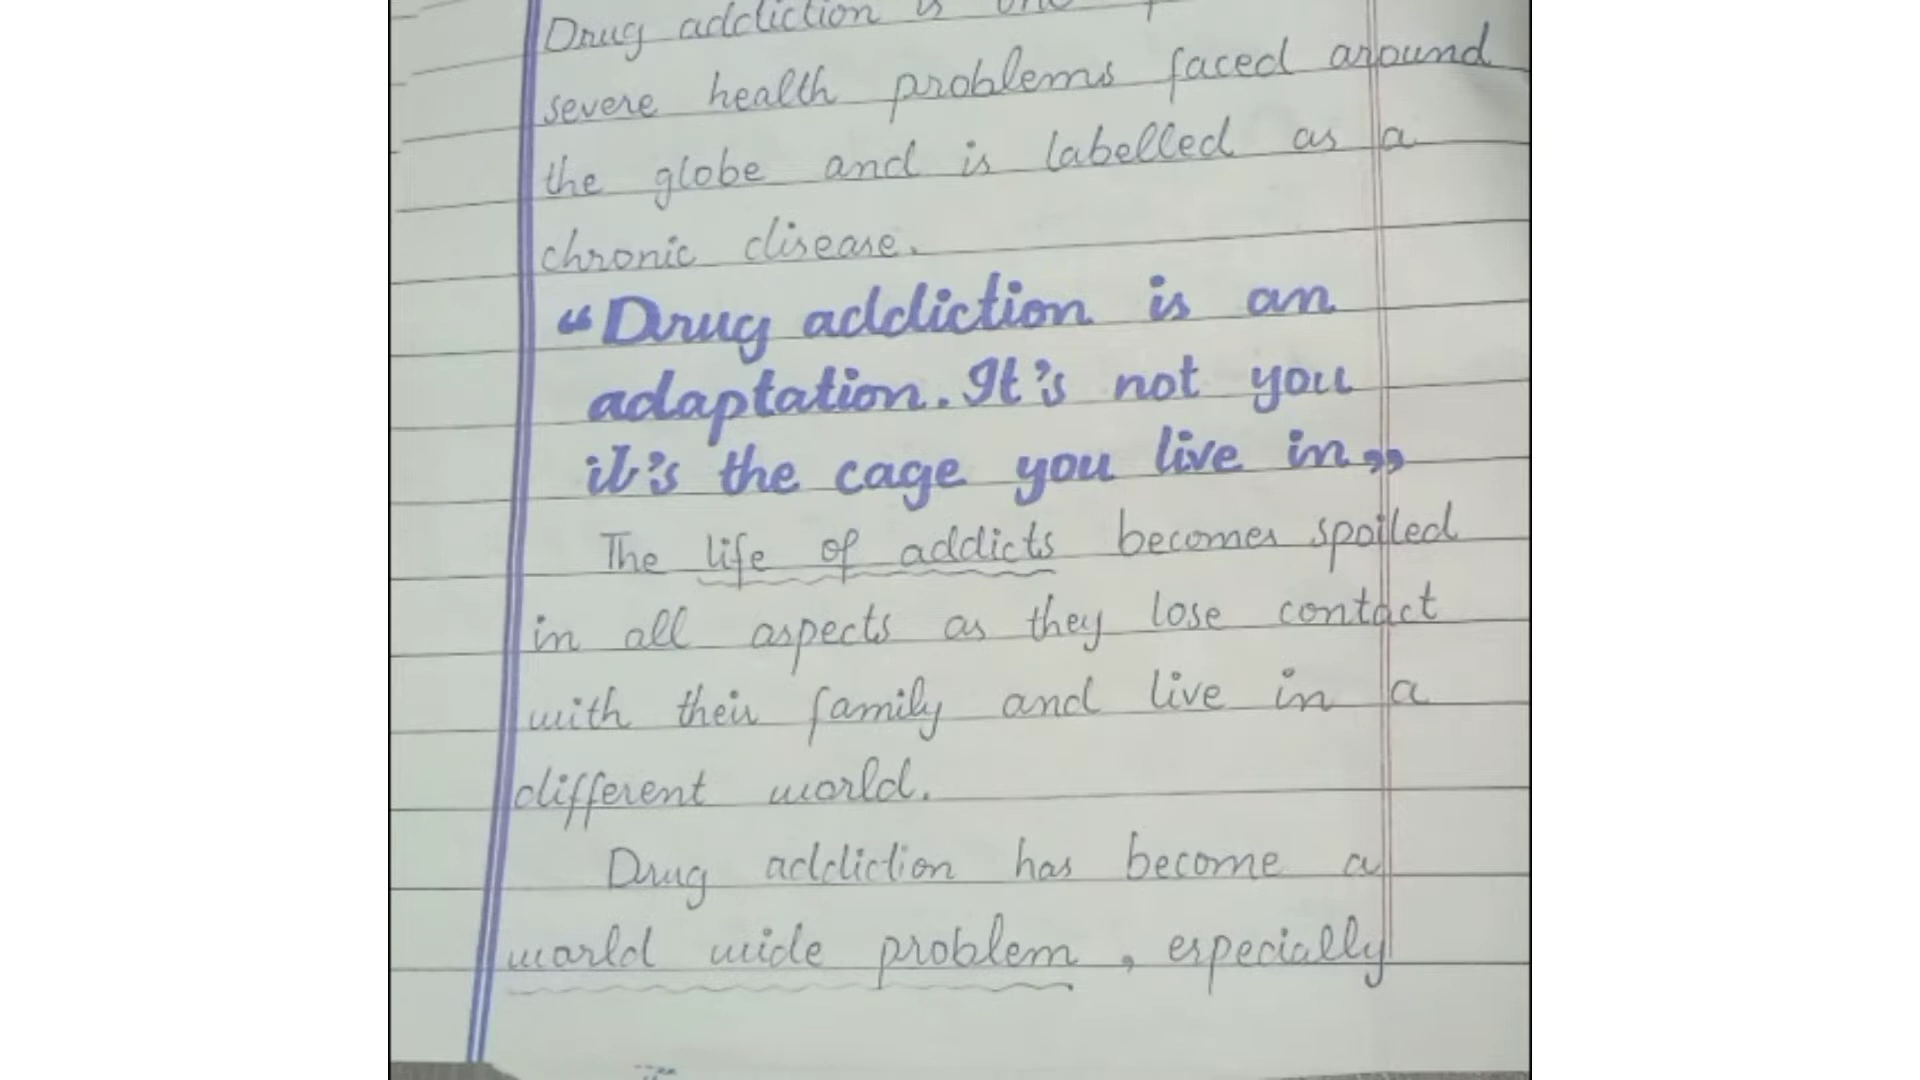 Drug addiction is one
severe health problems faced around
the globe and is labelled as a
chronic disease.
“Drug addiction is an
adaptation. It's not you
it's the cage you live in”
The life of addicts becomes spoiled
in all aspects as they lose contact
with their family and live in a
different world.
Drug addiction has become a
world wide problem, especially